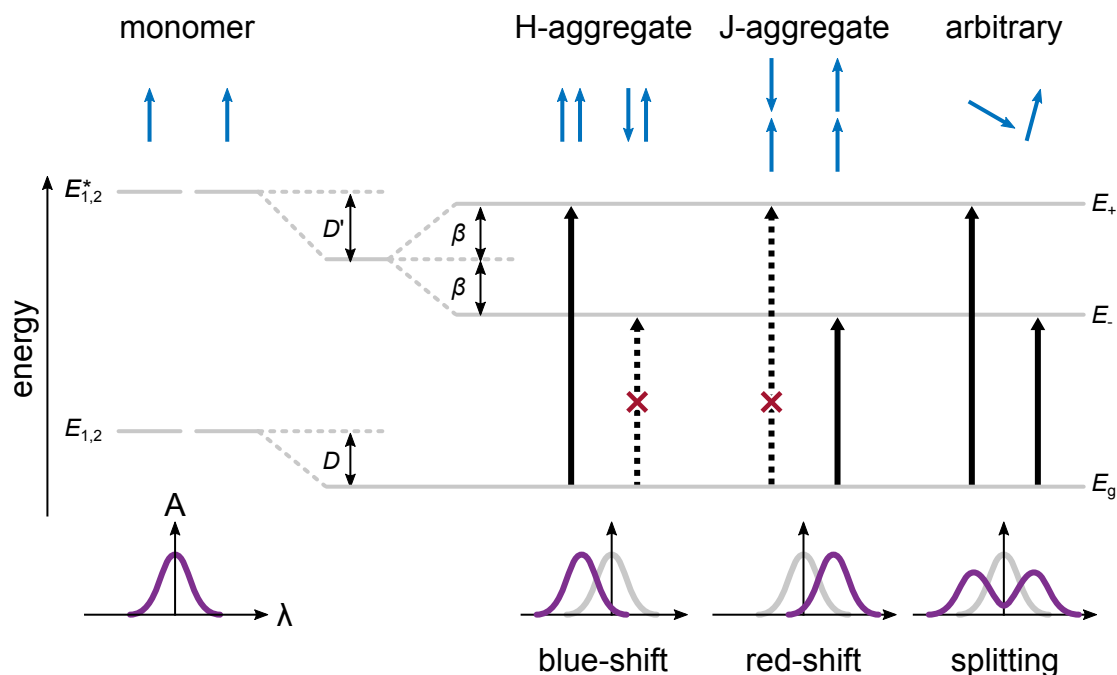 monomer
H-aggregate
J-aggregate
arbitrary
energy
E*1,2
D'
β
β
E+
E-
E1,2
D
Eg
A
λ
blue-shift
red-shift
splitting